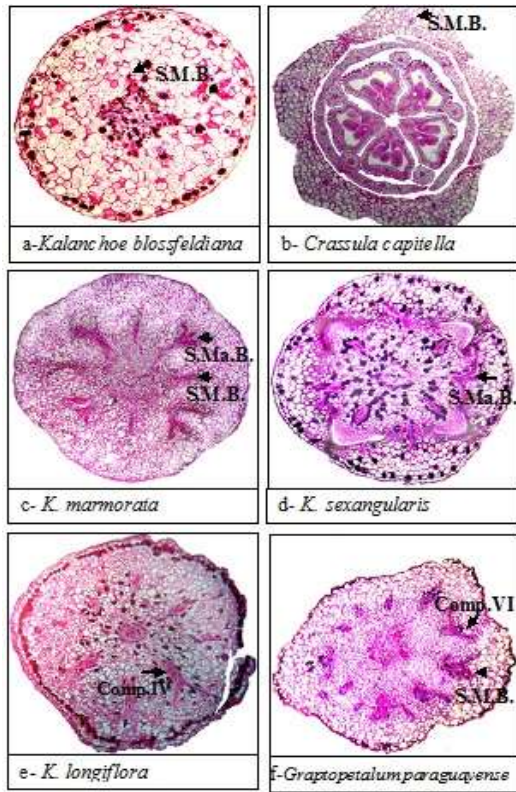 S.M.B.
a-Kalanchoe blossfeldiana
S.M.B.
b- Crassula capitella
S.Ma.B.
S.M.B.
c- K. marmorata
S.Ma.B.
d- K. sexangularis
Comp.IV
e- K. longiflora
Comp.VI
S.M.B.
f-Graptopetalum paraguayense